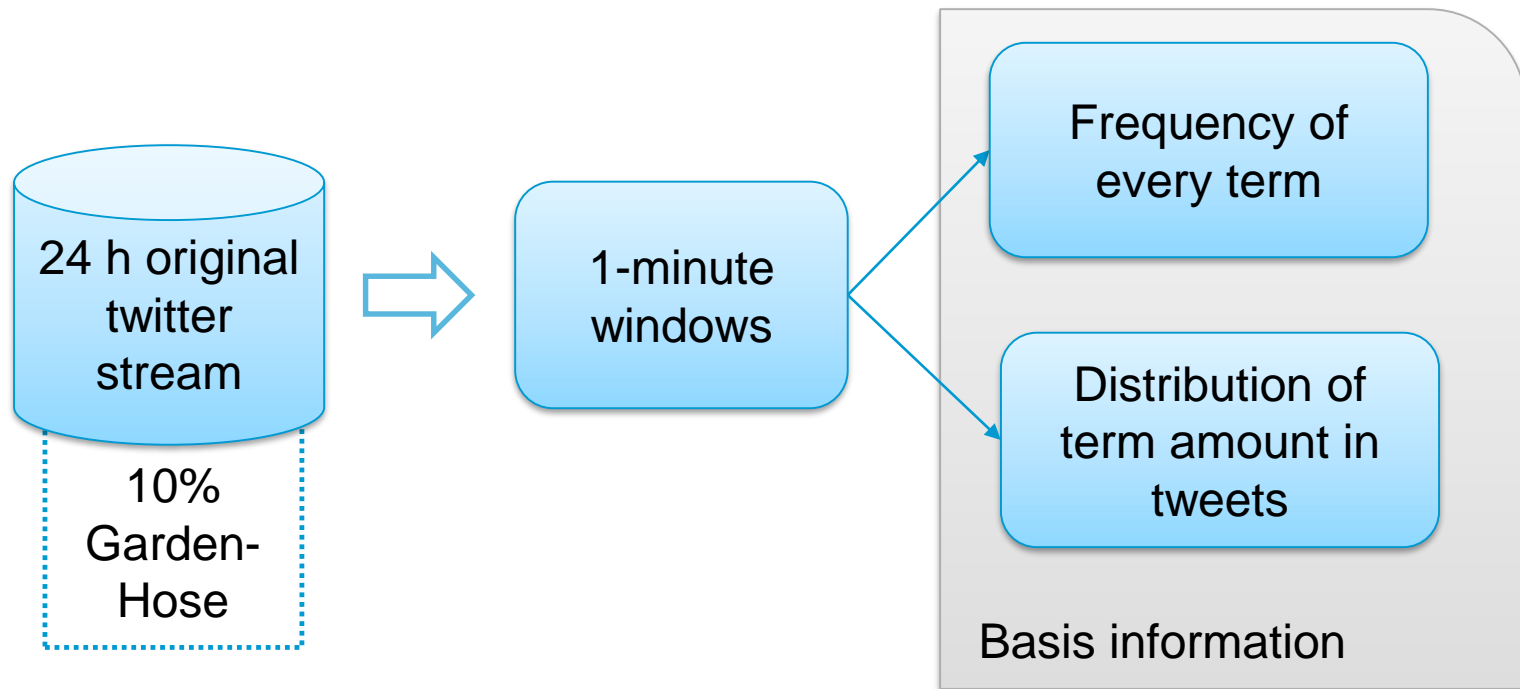 24 h original
twitter
stream
10%
Garden-
Hose
1-minute
windows
Frequency of
every term
Distribution of
term amount in
tweets
Basis information